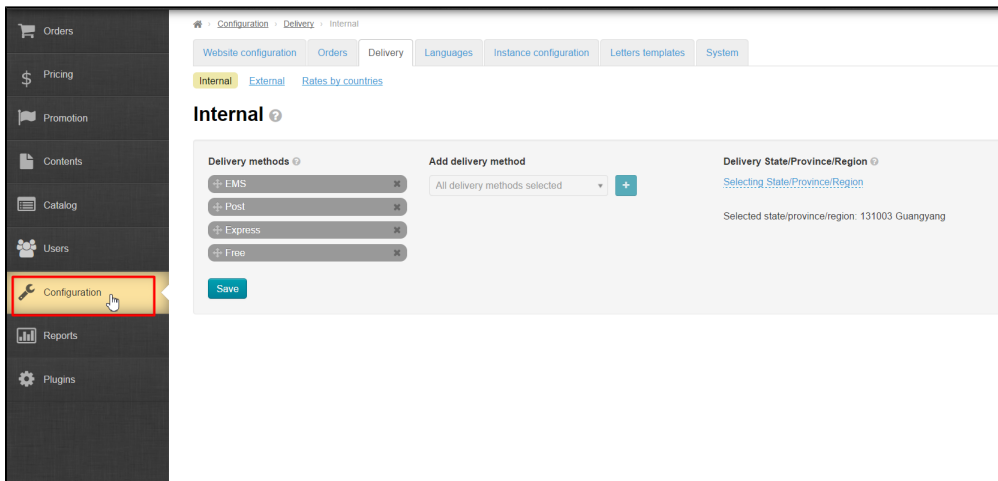 Orders
Pricing
Promotion
Contents
Catalog
Users
Configuration
Reports
Plugins
Configuration Delivery Internal
Website configuration Orders Delivery Languages Instance configuration Letters templates System
Internal External Rates by countries
Internal
Delivery methods
EMS
Post
Express
Free
Save
Add delivery method
All delivery methods selected
+
Delivery State/Province/Region
Selecting State/Province/Region
Selected state/province/region: 131003 Guangyang